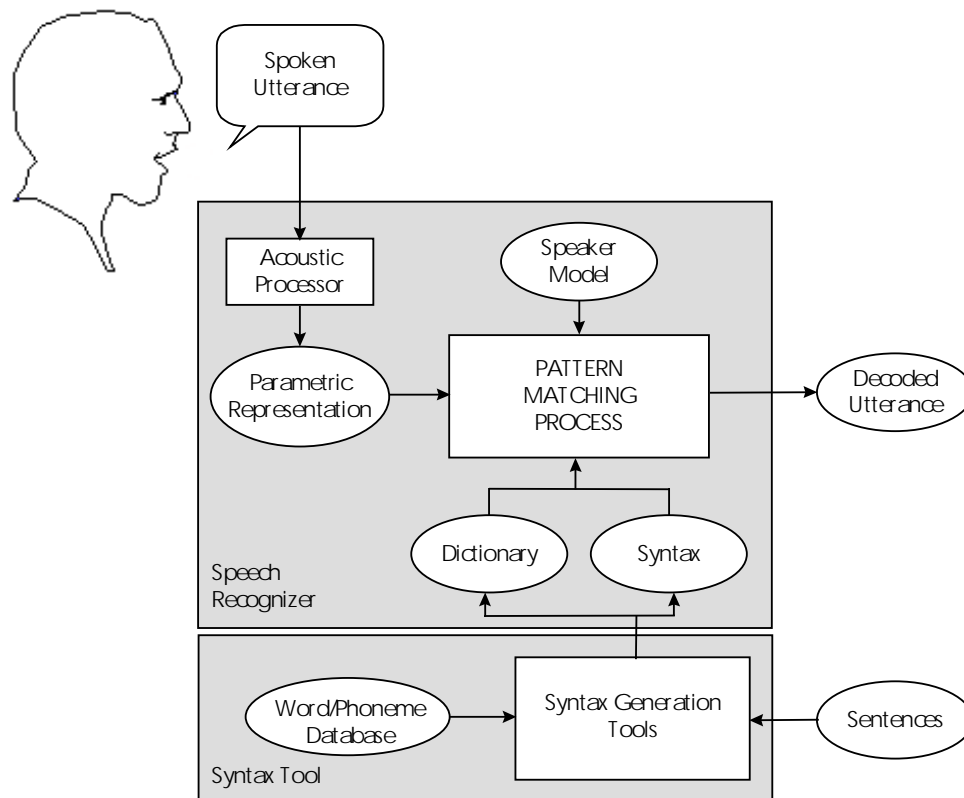 Spoken
Utterance
Acoustic
Processor
Speaker
Model
Parametric
Representation
PATTERN
MATCHING
PROCESS
Decoded
Utterance
Dictionary
Syntax
Speech
Recognizer
Word/Phoneme
Database
Syntax Generation
Tools
Sentences
Syntax Tool